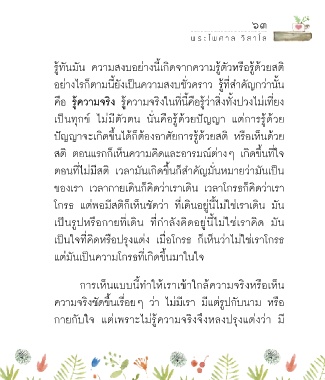 ๖๓
พระไพศาล วิสาโล
รู้ทันมัน ความสงบอย่างนี้เกิดจากความรู้ตัวหรือรู้ด้วยสติ
อย่างไรก็ตามนี้ยังเป็นความสงบชั่วคราว รู้ที่สำคัญกว่านั้น
คือ รู้ความจริง รู้ความจริงในที่นี้คือรู้ว่าสิ่งทั้งปวงไม่เที่ยง
เป็นทุกข์ ไม่มีตัวตน นั่นคือรู้ด้วยปัญญา แต่การรู้ด้วย
ปัญญาจะเกิดขึ้นได้ก็ต้องอาศัยการรู้ด้วยสติ หรือเห็นด้วย
สติ ตอนแรกก็เห็นความคิดและอารมณ์ต่างๆ เกิดขึ้นที่ใจ
ตอนที่ไม่มีสติ เวลามันเกิดขึ้นก็สำคัญมั่นหมายว่ามันเป็น
ของเรา เวลากายเดินก็คิดว่าเราเดิน เวลาโกรธก็คิดว่าเรา
โกรธ แต่พอมีสติก็เห็นชัดว่า ที่เดินอยู่นี้ไม่ใช่เราเดิน มัน
เป็นรูปหรือกายที่เดิน ที่กำลังคิดอยู่นี้ไม่ใช่เราคิด มัน
เป็นใจที่คิดหรือปรุงแต่ง เมื่อโกรธ ก็เห็นว่าไม่ใช่เราโกรธ
แต่มันเป็นความโกรธที่เกิดขึ้นมาในใจ
การเห็นแบบนี้ทำให้เราเข้าใกล้ความจริงหรือเห็น
ความจริงชัดขึ้นเรื่อยๆ ว่า ไม่มีเรา มีแต่รูปกับนาม หรือ
กายกับใจ แต่เพราะไม่รู้ความจริงจึงหลงปรุงแต่งว่า มี